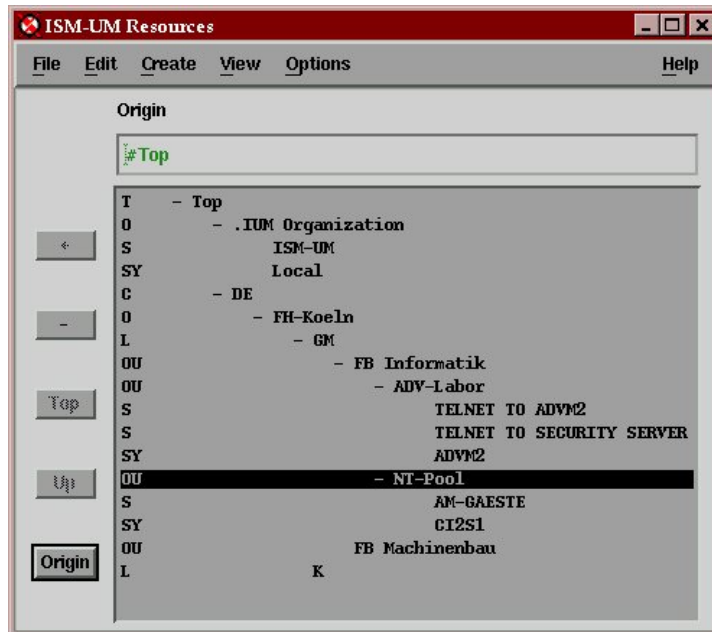 ISM-UM Resources
File Edit Create View Options Help
Origin
#Top
T - Top
O - .IUM Organization
S ISM-UM
SY Local
C - DE
O - FH-Koeln
L - GM
OU - FB Informatik
OU - ADV-Labor
S TELNET TO ADVM2
S TELNET TO SECURITY SERVER
SY ADVM2
OU - NT-Pool
S AM-GAESTE
SY CI2S1
OU FB Machinenbau
L K
Top
Up
Origin